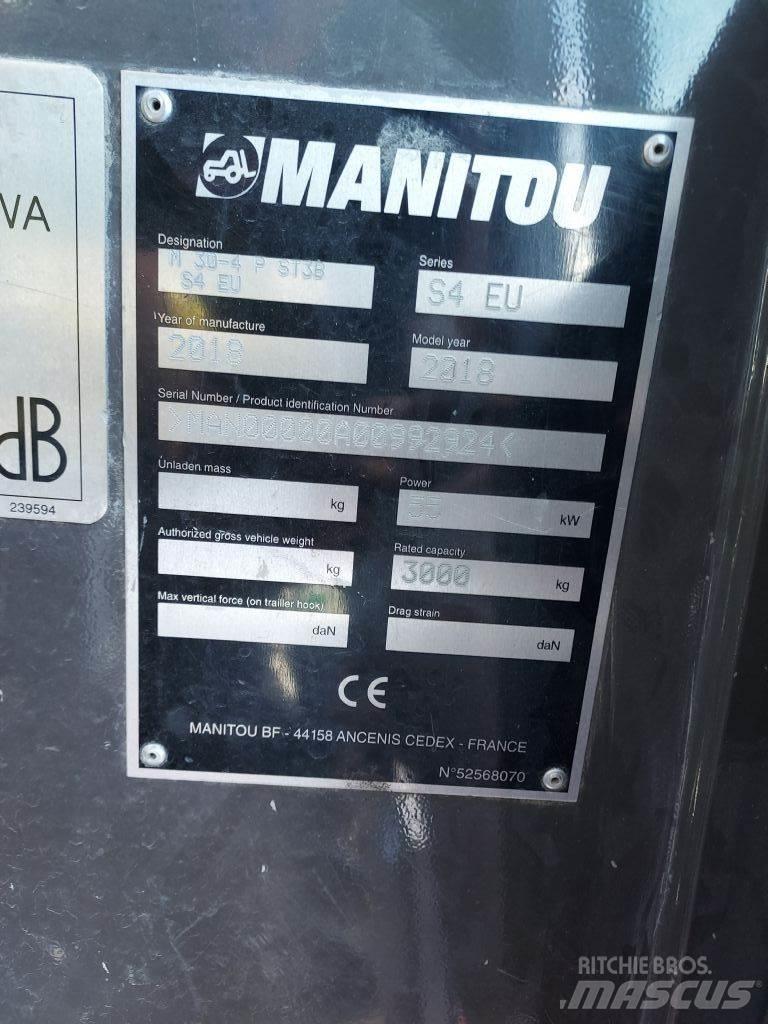 VA
dB
239594
MANITOU
Designation
M 30-4 P ST3B
S4 EU
Series
S4 EU
Year of manufacture
2018
Model year
2018
Serial Number / Product identification Number
>MAN00000A00992924<
Unladen mass
kg
Power
55
kW
Authorized gross vehicle weight
kg
Rated capacity
3000
kg
Max vertical force (on trailler hook)
daN
Drag strain
daN
CE
MANITOU BF - 44158 ANCENIS CEDEX - FRANCE
N°52568070
RITCHIE BROS.
MASCUS